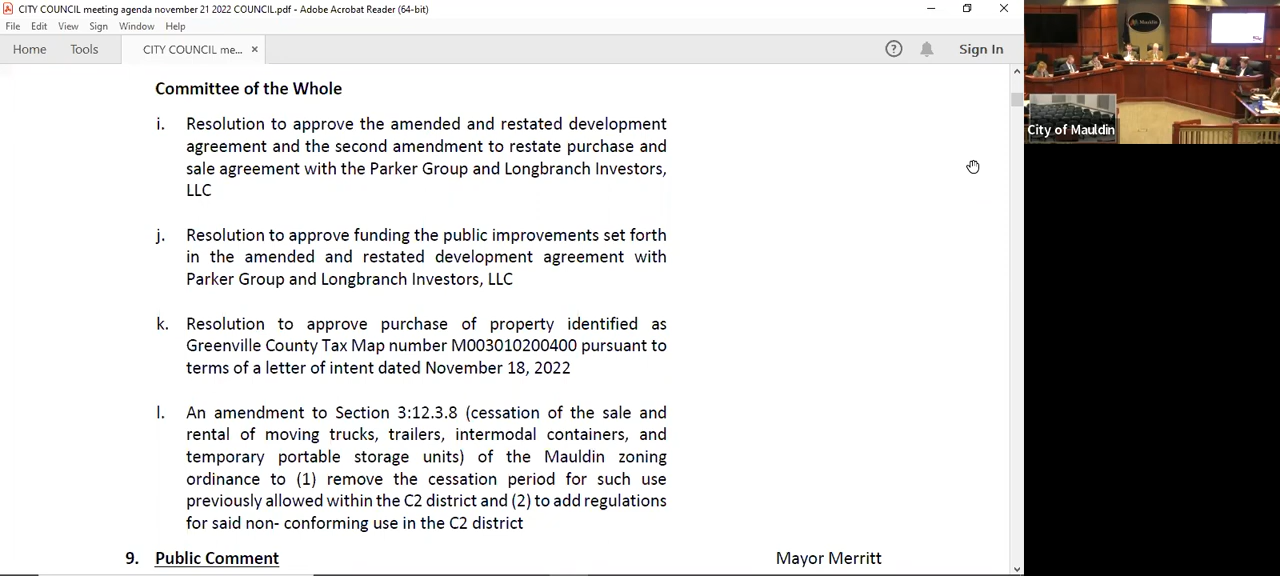 CITY COUNCIL meeting agenda november 21 2022 COUNCIL.pdf - Adobe Acrobat Reader (64-bit)
File Edit View Sign Window Help
Home Tools CITY COUNCIL me... × Sign In
Committee of the Whole
i. Resolution to approve the amended and restated development
agreement and the second amendment to restate purchase and
sale agreement with the Parker Group and Longbranch Investors,
LLC
j. Resolution to approve funding the public improvements set forth
in the amended and restated development agreement with
Parker Group and Longbranch Investors, LLC
k. Resolution to approve purchase of property identified as
Greenville County Tax Map number M003010200400 pursuant to
terms of a letter of intent dated November 18, 2022
l. An amendment to Section 3:12.3.8 (cessation of the sale and
rental of moving trucks, trailers, intermodal containers, and
temporary portable storage units) of the Mauldin zoning
ordinance to (1) remove the cessation period for such use
previously allowed within the C2 district and (2) to add regulations
for said non- conforming use in the C2 district
9. Public Comment Mayor Merritt
Mauldin
City of Mauldin